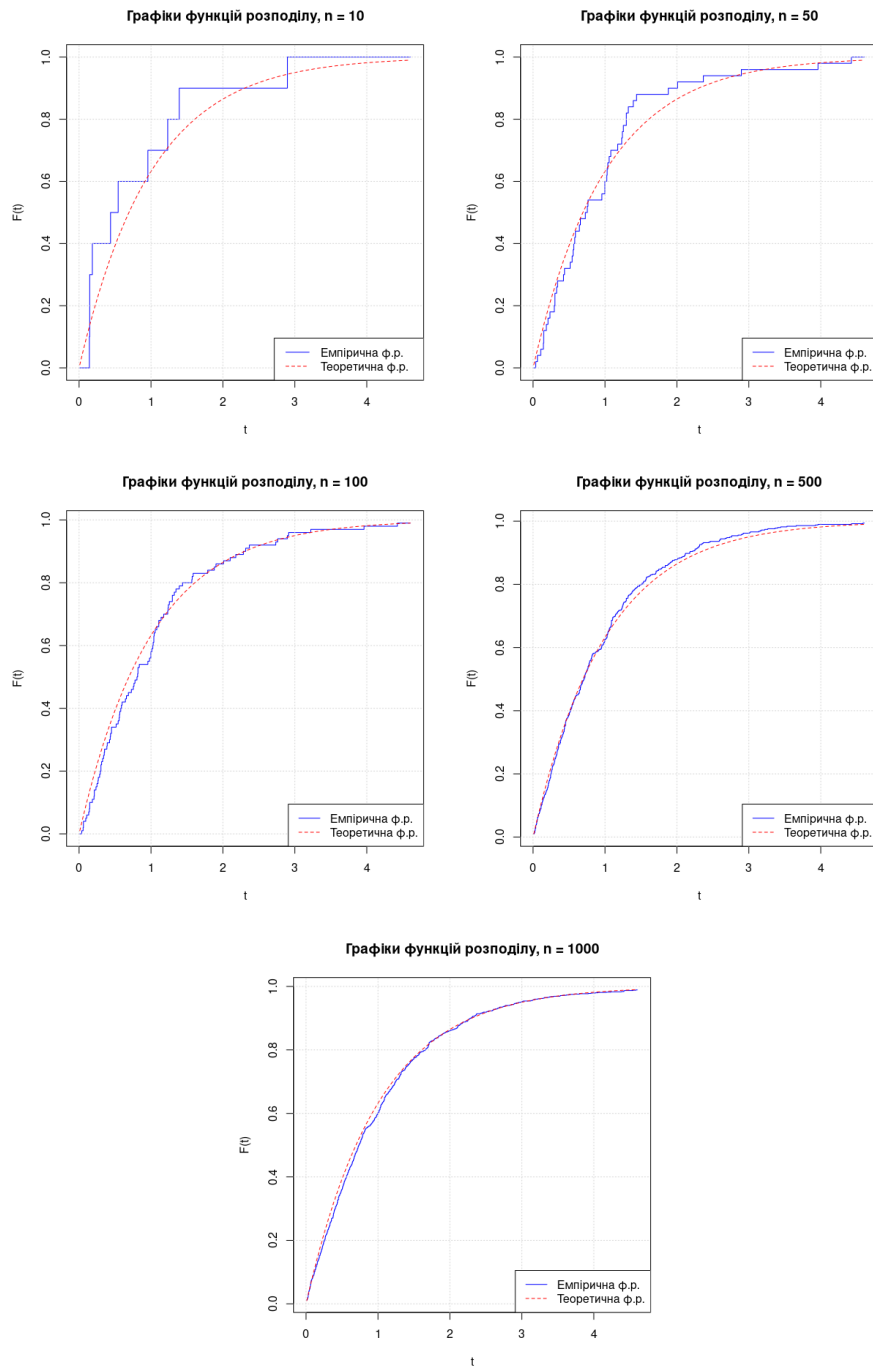 Графіки функцій розподілу, n = 10
F(t)
0.0 0.2 0.4 0.6 0.8 1.0
Емпірична ф.р.
Теоретична ф.р.
0 1 2 3 4
t
Графіки функцій розподілу, n = 50
F(t)
0.0 0.2 0.4 0.6 0.8 1.0
Емпірична ф.р.
Теоретична ф.р.
0 1 2 3 4
t
Графіки функцій розподілу, n = 100
F(t)
0.0 0.2 0.4 0.6 0.8 1.0
Емпірична ф.р.
Теоретична ф.р.
0 1 2 3 4
t
Графіки функцій розподілу, n = 500
F(t)
0.0 0.2 0.4 0.6 0.8 1.0
Емпірична ф.р.
Теоретична ф.р.
0 1 2 3 4
t
Графіки функцій розподілу, n = 1000
F(t)
0.0 0.2 0.4 0.6 0.8 1.0
Емпірична ф.р.
Теоретична ф.р.
0 1 2 3 4
t